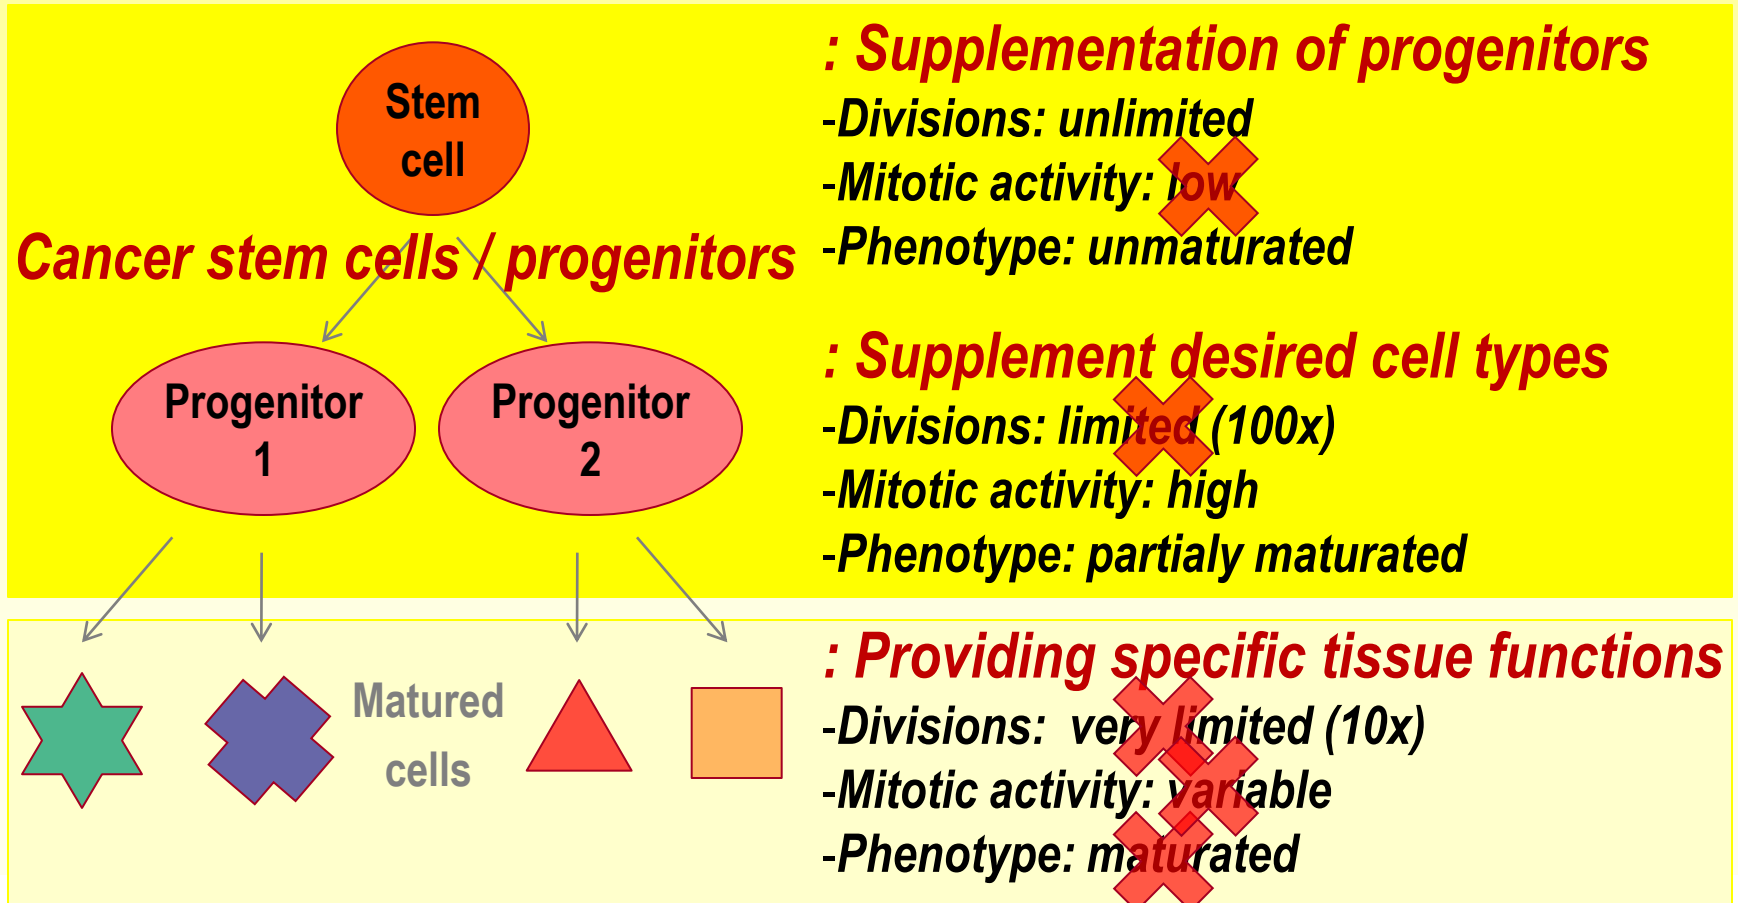 Stem
cell
Cancer stem cells / progenitors
Progenitor
1
Progenitor
2
Matured
cells
: Supplementation of progenitors
-Divisions: unlimited
-Mitotic activity: low
-Phenotype: unmaturated
: Supplement desired cell types
-Divisions: limited (100x)
-Mitotic activity: high
-Phenotype: partialy maturated
: Providing specific tissue functions
-Divisions:  very limited (10x)
-Mitotic activity: variable
-Phenotype: maturated